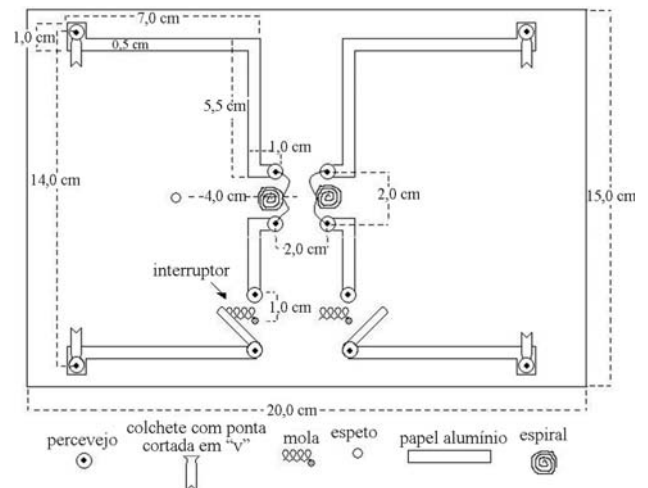 7,0 cm
1,0 cm
0,5 cm
5,5 cm
1,0 cm
14,0 cm
4,0 cm
2,0 cm
15,0 cm
2,0 cm
interruptor
1,0 cm
20,0 cm
percevejo
colchete com ponta
cortada em “v”
mola
espeto
papel alumínio
espiral